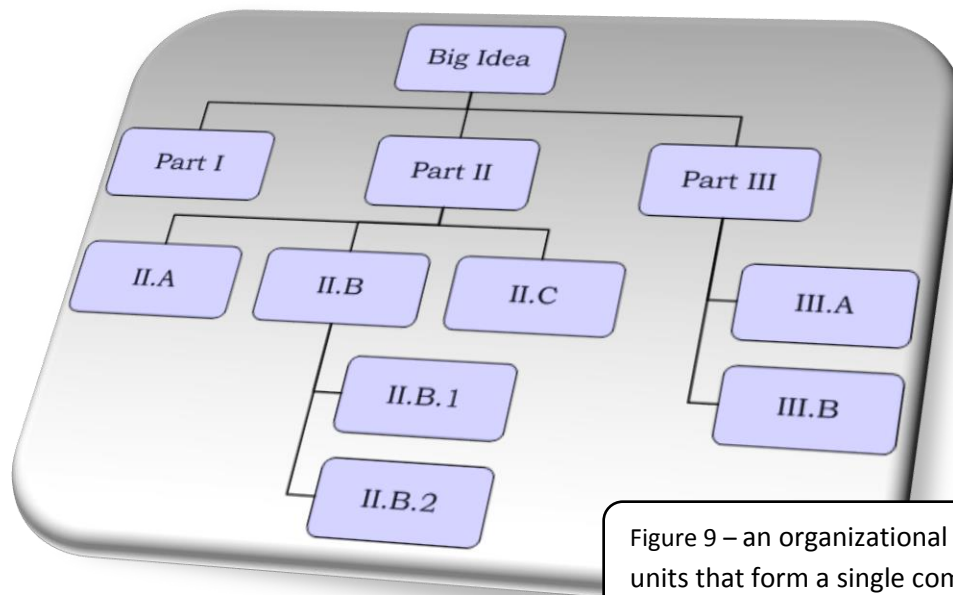 Big Idea
Part I
Part II
Part III
II.A
II.B
II.C
III.A
II.B.1
III.B
II.B.2
Figure 9 – an organizational
units that form a single